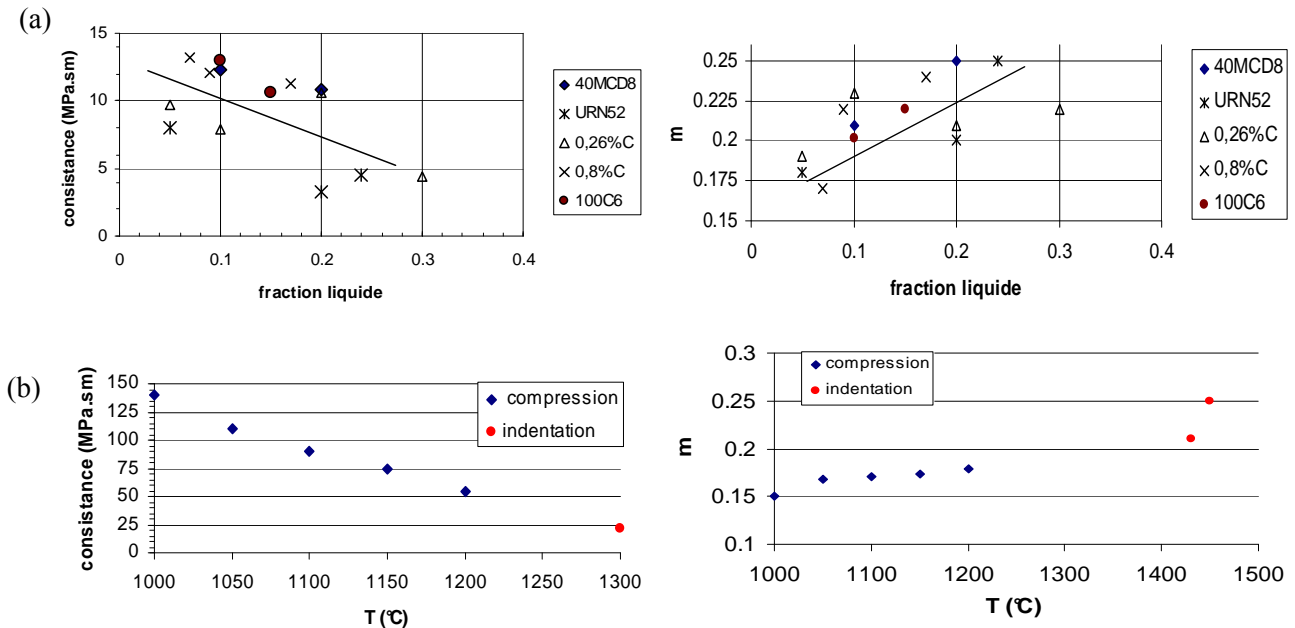 (a)
consistance (MPa.sm)
15
10
5
0
0 0.1 0.2 0.3 0.4
fraction liquide
40MCD8
URN52
0,26%C
0,8%C
100C6
m
0.25
0.225
0.2
0.175
0.15
0 0.1 0.2 0.3 0.4
fraction liquide
40MCD8
URN52
0,26%C
0,8%C
100C6
(b)
consistance (MPa.sm)
150
125
100
75
50
25
0
1000 1050 1100 1150 1200 1300
T (°C)
compression
indentation
m
0.3
0.25
0.2
0.15
0.1
1000 1100 1200 1300 1400 1500
T (°C)
compression
indentation